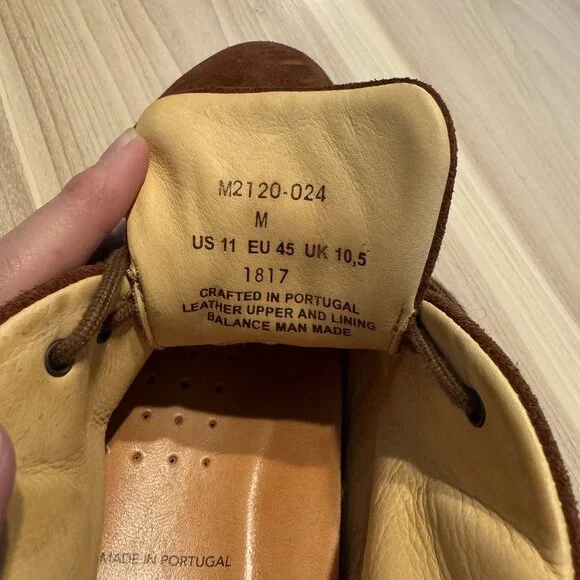 M2120-024
M
US 11 EU 45 UK 10,5
1817
CRAFTED IN PORTUGAL
LEATHER UPPER AND LINING
BALANCE MAN MADE
MADE IN PORTUGAL